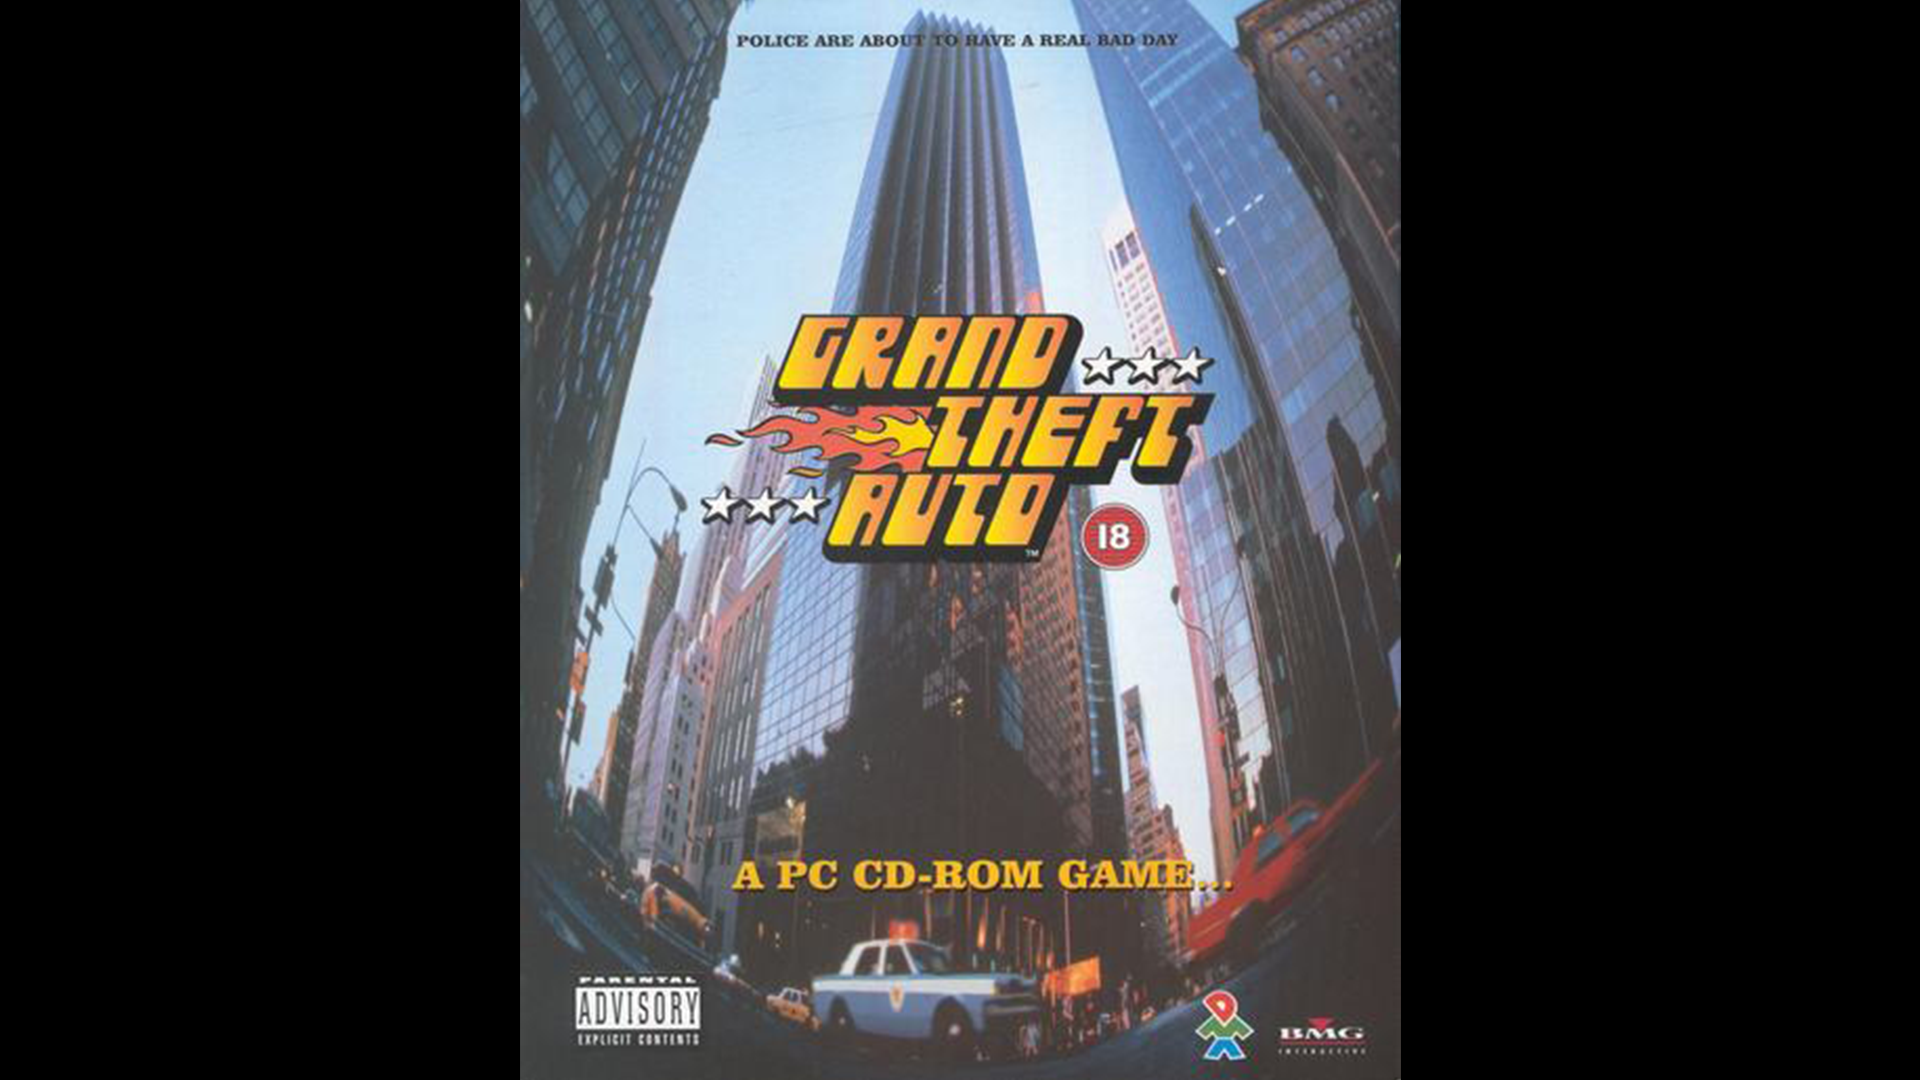 POLICE ARE ABOUT TO HAVE A REAL BAD DAY
GRAND
THEFT
AUTO
TM
18
A PC CD-ROM GAME...
PARENTAL
ADVISORY
EXPLICIT CONTENTS
DMA
BMG
INTERACTIVE